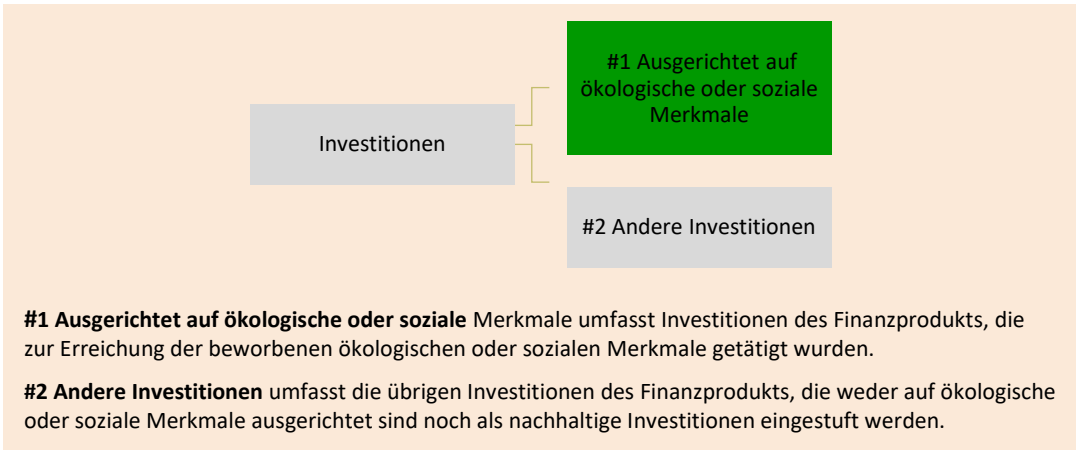 #1 Ausgerichtet auf
ökologische oder soziale
Merkmale
Investitionen
#2 Andere Investitionen
#1 Ausgerichtet auf ökologische oder soziale Merkmale umfasst Investitionen des Finanzprodukts, die
zur Erreichung der beworbenen ökologischen oder sozialen Merkmale getätigt wurden.
#2 Andere Investitionen umfasst die übrigen Investitionen des Finanzprodukts, die weder auf ökologische
oder soziale Merkmale ausgerichtet sind noch als nachhaltige Investitionen eingestuft werden.